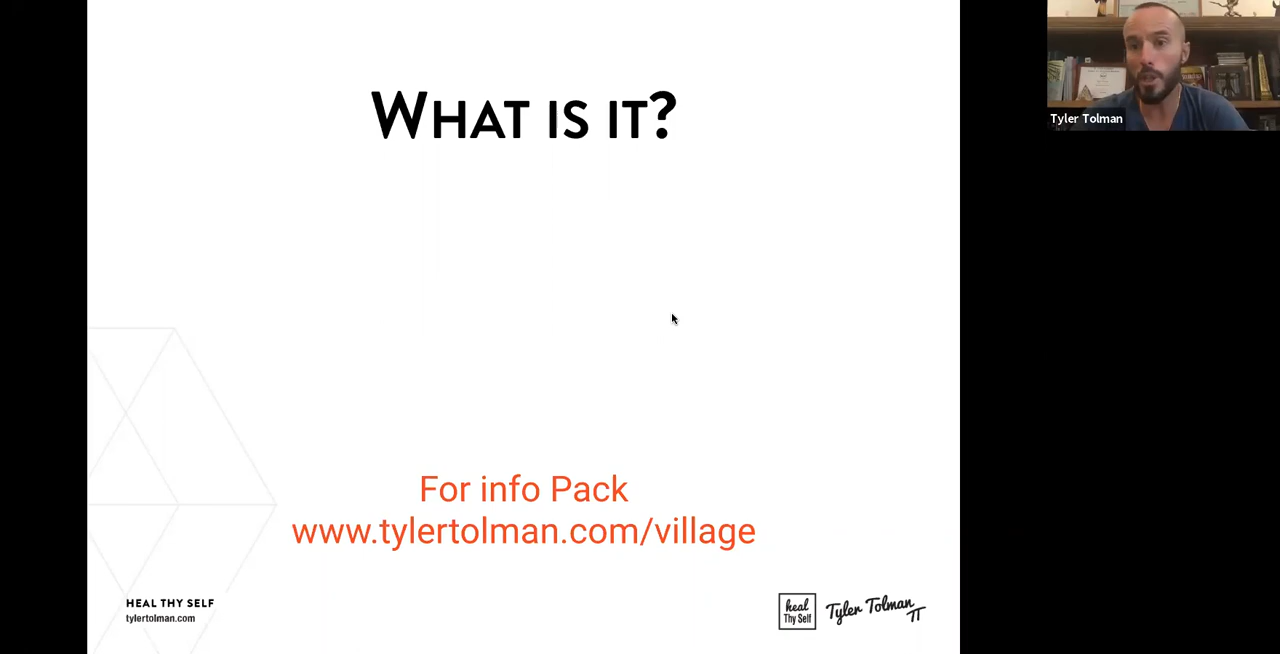 WHAT IS IT?
Tyler Tolman
For info Pack
www.tylertolman.com/village
HEAL THY SELF
tylertolman.com
heal
Thy Self
Tyler Tolman
TT